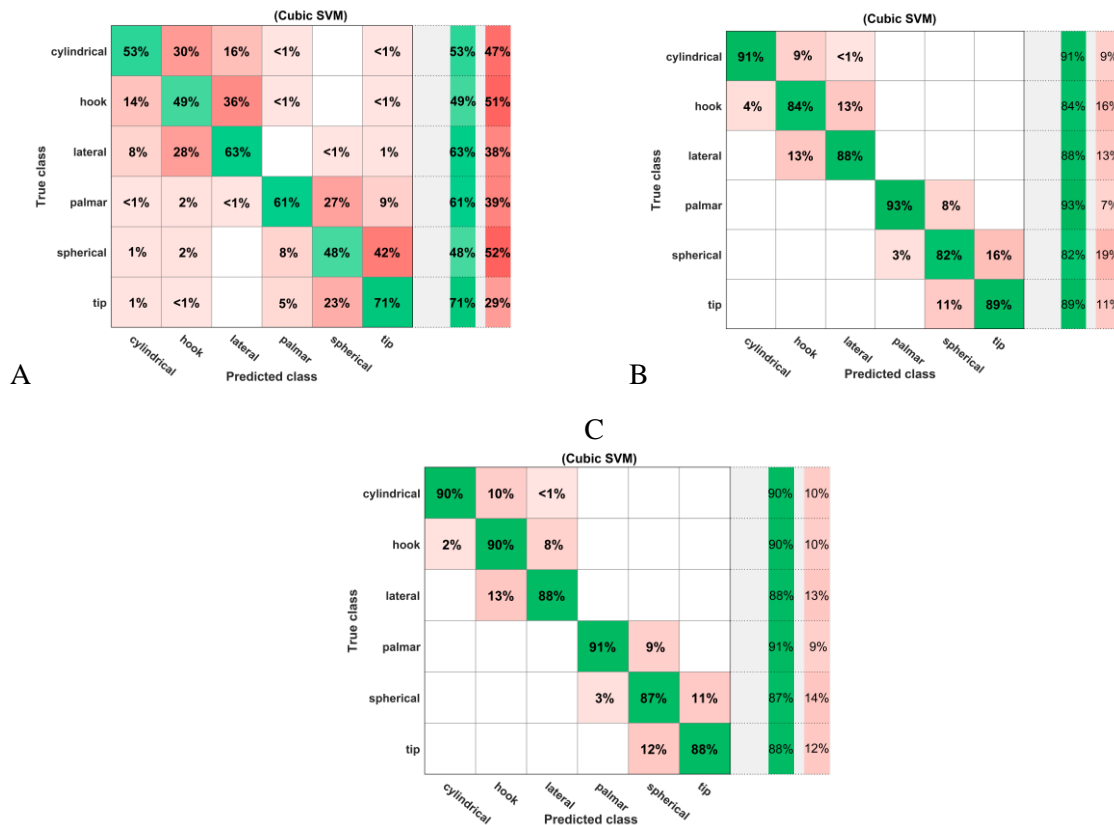 (Cubic SVM)
cylindrical 53% 30% 16% <1% <1% 53% 47%
hook 14% 49% 36% <1% <1% 49% 51%
lateral 8% 28% 63% <1% 1% 63% 38%
palmar <1% 2% <1% 61% 27% 9% 61% 39%
spherical 1% 2% 8% 48% 42% 48% 52%
tip 1% <1% 5% 23% 71% 71% 29%
True class
cylindrical hook lateral palmar spherical tip
Predicted class
A
(Cubic SVM)
cylindrical 91% 9% <1% 91% 9%
hook 4% 84% 13% 84% 16%
lateral 13% 88% 88% 13%
palmar 93% 8% 93% 7%
spherical 3% 82% 16% 82% 19%
tip 11% 89% 89% 11%
True class
cylindrical hook lateral palmar spherical tip
Predicted class
B
C
(Cubic SVM)
cylindrical 90% 10% <1% 90% 10%
hook 2% 90% 8% 90% 10%
lateral 13% 88% 88% 13%
palmar 91% 9% 91% 9%
spherical 3% 87% 11% 87% 14%
tip 12% 88% 88% 12%
True class
cylindrical hook lateral palmar spherical tip
Predicted class